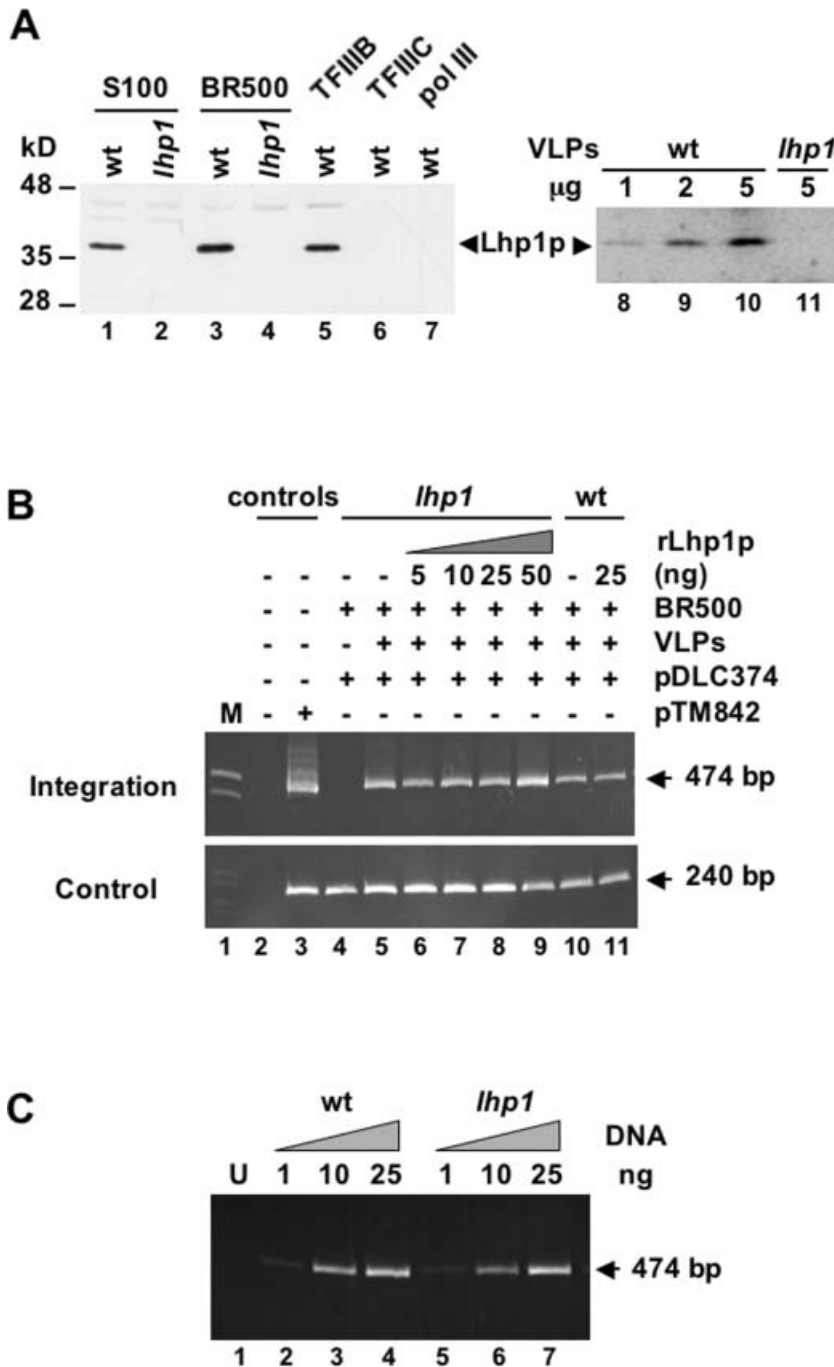 A
S100 BR500 TFIIIB TFIIIC pol III
kD wt lhp1 wt lhp1 wt wt wt
48
35
28
1 2 3 4 5 6 7
Lhp1p
VLPs wt lhp1
μg 1 2 5 5
8 9 10 11
B
controls lhp1 wt
rLhp1p
- - - - 5 10 25 50 - 25 (ng)
- - + + + + + + + + BR500
- - - + + + + + + + VLPs
- - + + + + + + + + pDLC374
M - + - - - - - - - - pTM842
Integration 474 bp
Control 240 bp
1 2 3 4 5 6 7 8 9 10 11
C
wt lhp1
DNA
U 1 10 25 1 10 25 ng
474 bp
1 2 3 4 5 6 7